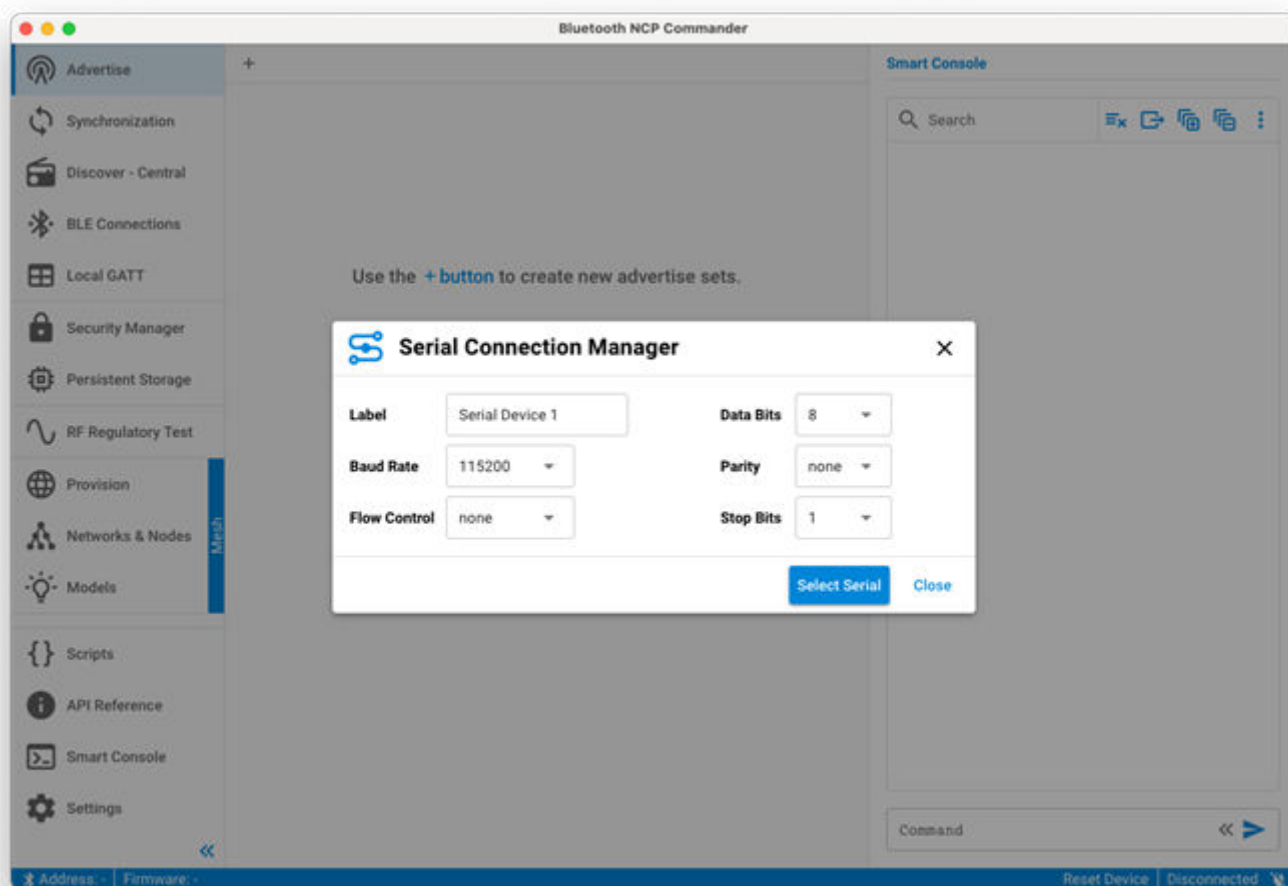 Bluetooth NCP Commander
Advertise
Synchronization
Discover - Central
BLE Connections
Local GATT
Security Manager
Persistent Storage
RF Regulatory Test
Provision
Networks & Nodes
Models
Mesh
Scripts
API Reference
Smart Console
Settings
+
Use the + button to create new advertise sets.
Smart Console
Search
Serial Connection Manager
Label Serial Device 1
Data Bits 8
Baud Rate 115200
Parity none
Flow Control none
Stop Bits 1
Select Serial Close
Command
Address: - | Firmware: -
Reset Device | Disconnected